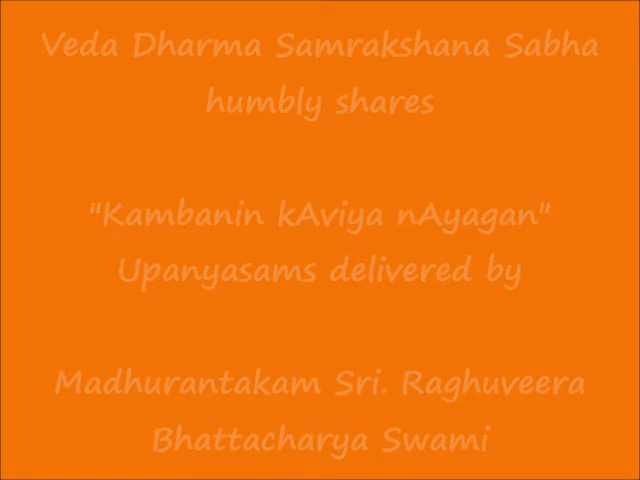 Veda Dharma Samrakshana Sabha
humbly shares
"Kambanin kAviya nAyagan"
Upanyasams delivered by
Madhurantakam Sri. Raghuveera
Bhattacharya Swami